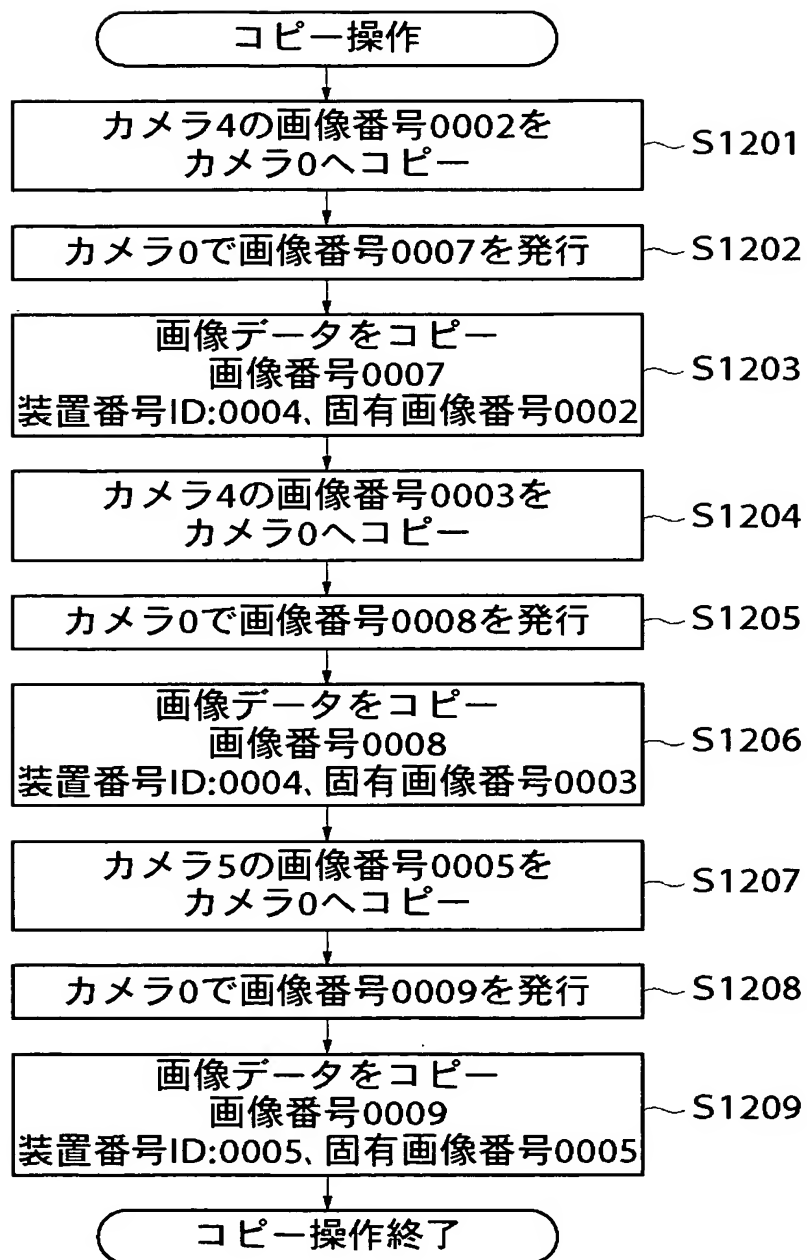 コピー操作
カメラ4の画像番号0002を
カメラ0へコピー
S1201
カメラ0で画像番号0007を発行
S1202
画像データをコピー
画像番号0007
装置番号ID:0004、固有画像番号0002
S1203
カメラ4の画像番号0003を
カメラ0へコピー
S1204
カメラ0で画像番号0008を発行
S1205
画像データをコピー
画像番号0008
装置番号ID:0004、固有画像番号0003
S1206
カメラ5の画像番号0005を
カメラ0へコピー
S1207
カメラ0で画像番号0009を発行
S1208
画像データをコピー
画像番号0009
装置番号ID:0005、固有画像番号0005
S1209
コピー操作終了